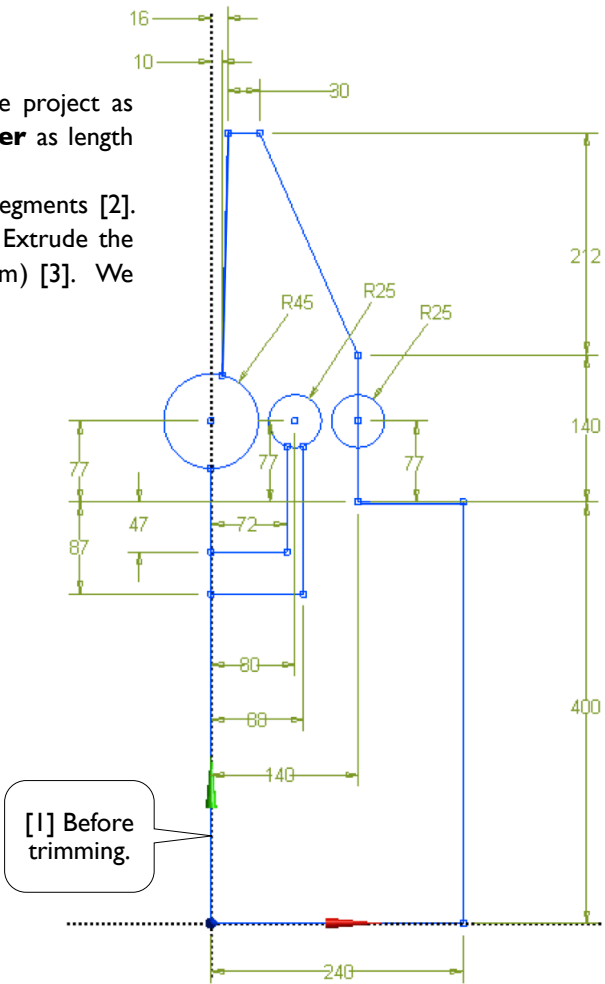 16
10
30
e project as
er as length
egments [2].
Extrude the
m) [3]. We
212
R25
R45
R25
140
77
77
77
47
72
87
80
88
400
140
[1] Before
trimming.
240